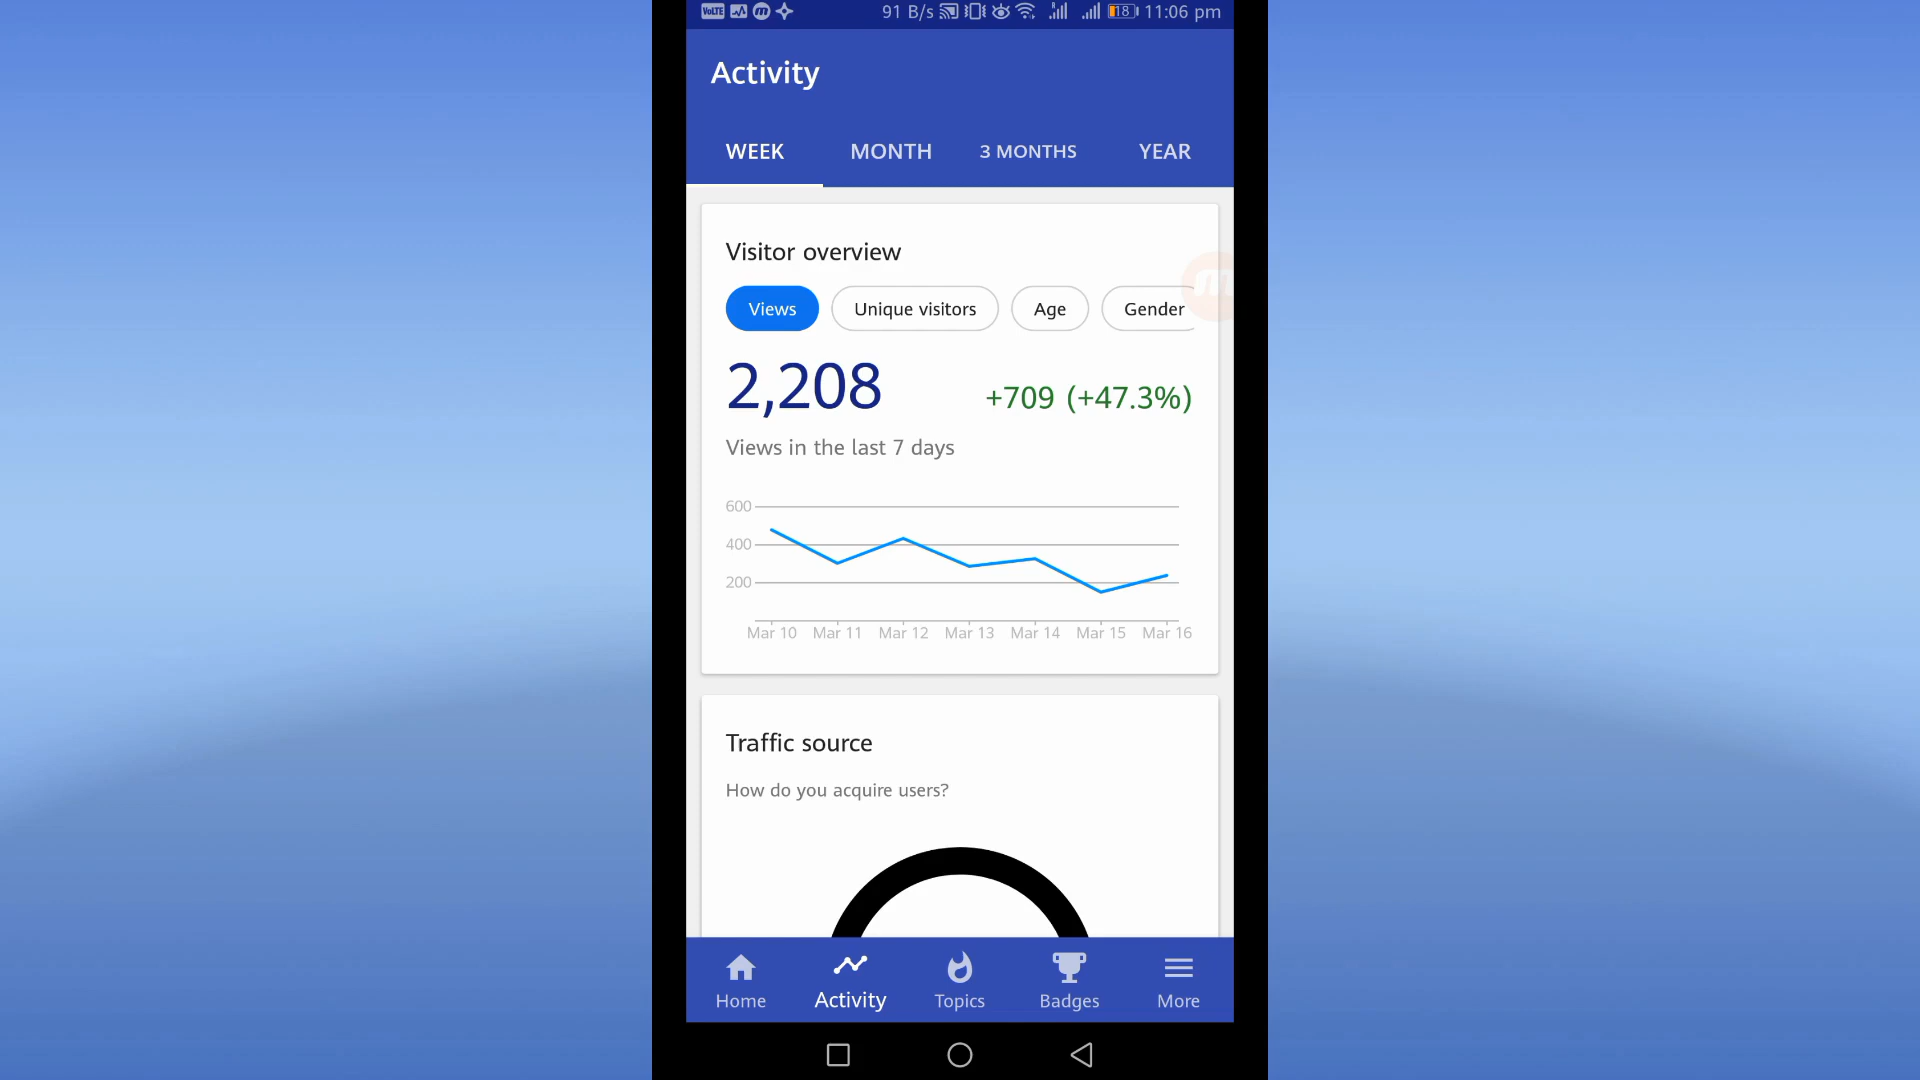 VoLTE 91 B/s 18 11:06 pm
Activity
WEEK MONTH 3 MONTHS YEAR
Visitor overview
Views Unique visitors Age Gender
2,208 +709 (+47.3%)
Views in the last 7 days
600
400
200
Mar 10 Mar 11 Mar 12 Mar 13 Mar 14 Mar 15 Mar 16
Traffic source
How do you acquire users?
Home Activity Topics Badges More